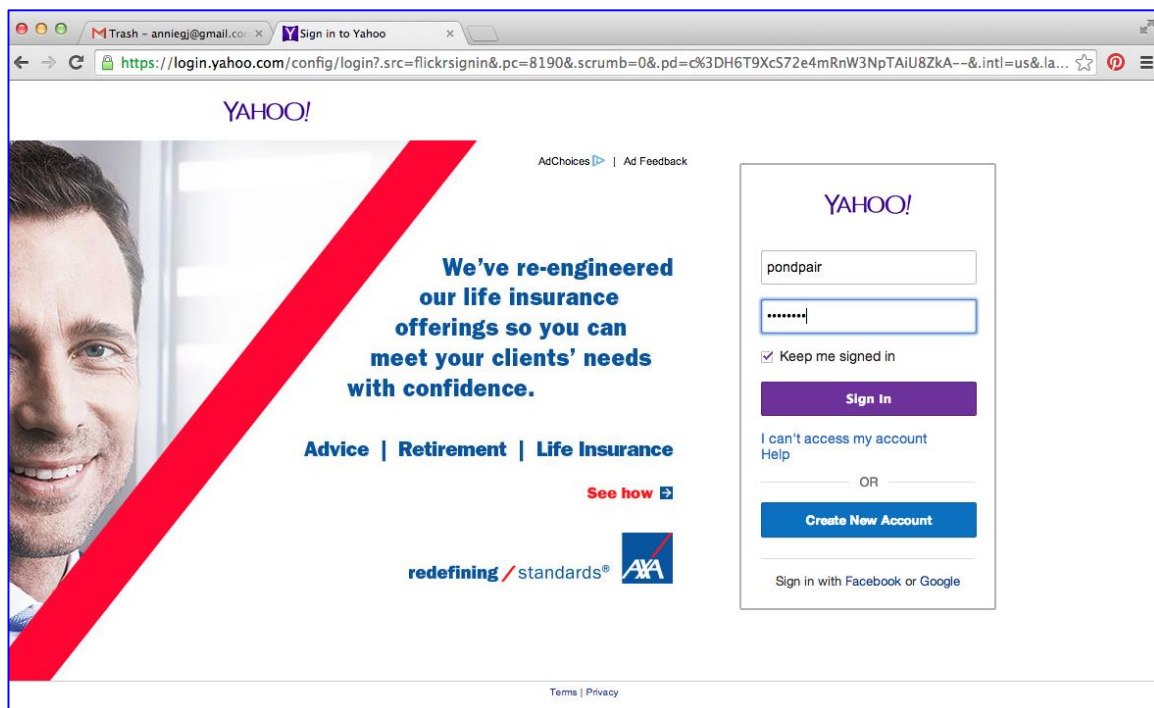 Trash - anniegj@gmail.co
Sign in to Yahoo
https://login.yahoo.com/config/login?.src=flickrsignin&.pc=8190&.scrumb=0&.pd=c%3DH6T9XcS72e4mRnW3NpTAiU8ZkA--&.intl=us&.la...
YAHOO!
AdChoices | Ad Feedback
We've re-engineered
our life insurance
offerings so you can
meet your clients' needs
with confidence.
Advice | Retirement | Life Insurance
See how
redefining / standards®
AXA
YAHOO!
pondpair
••••••••
Keep me signed in
Sign In
I can't access my account
Help
OR
Create New Account
Sign in with Facebook or Google
Terms | Privacy